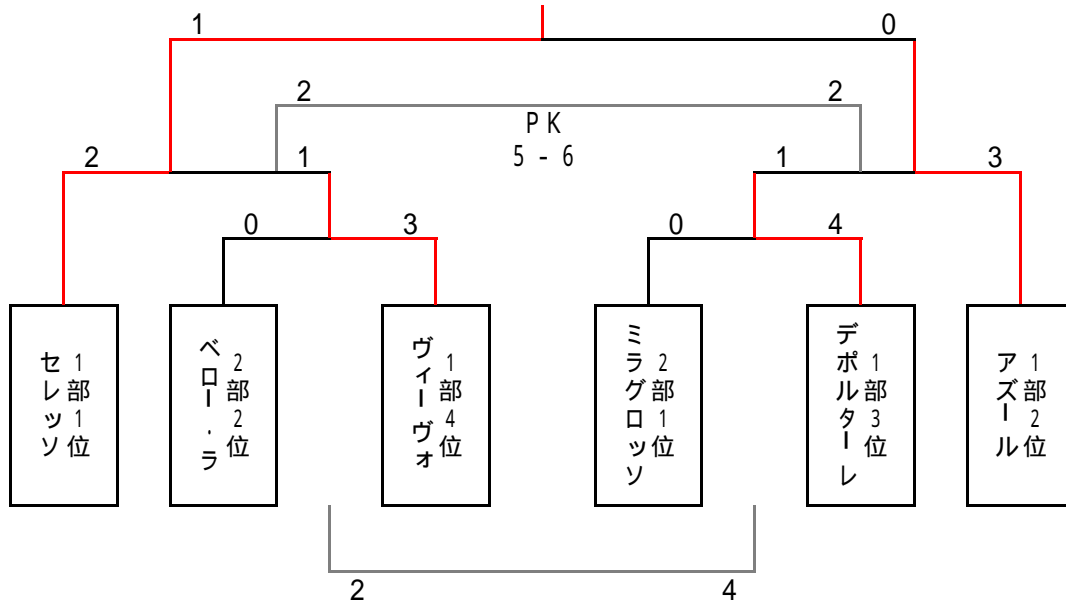 1
0
2
2
PK
5 - 6
2
1
1
3
0
3
0
4
1部1位
セレッソ
2部2位
ベロー.ラ
1部4位
ヴィーヴォ
2部1位
ミラグロッソ
1部3位
デポルターレ
1部2位
アズール
2
4